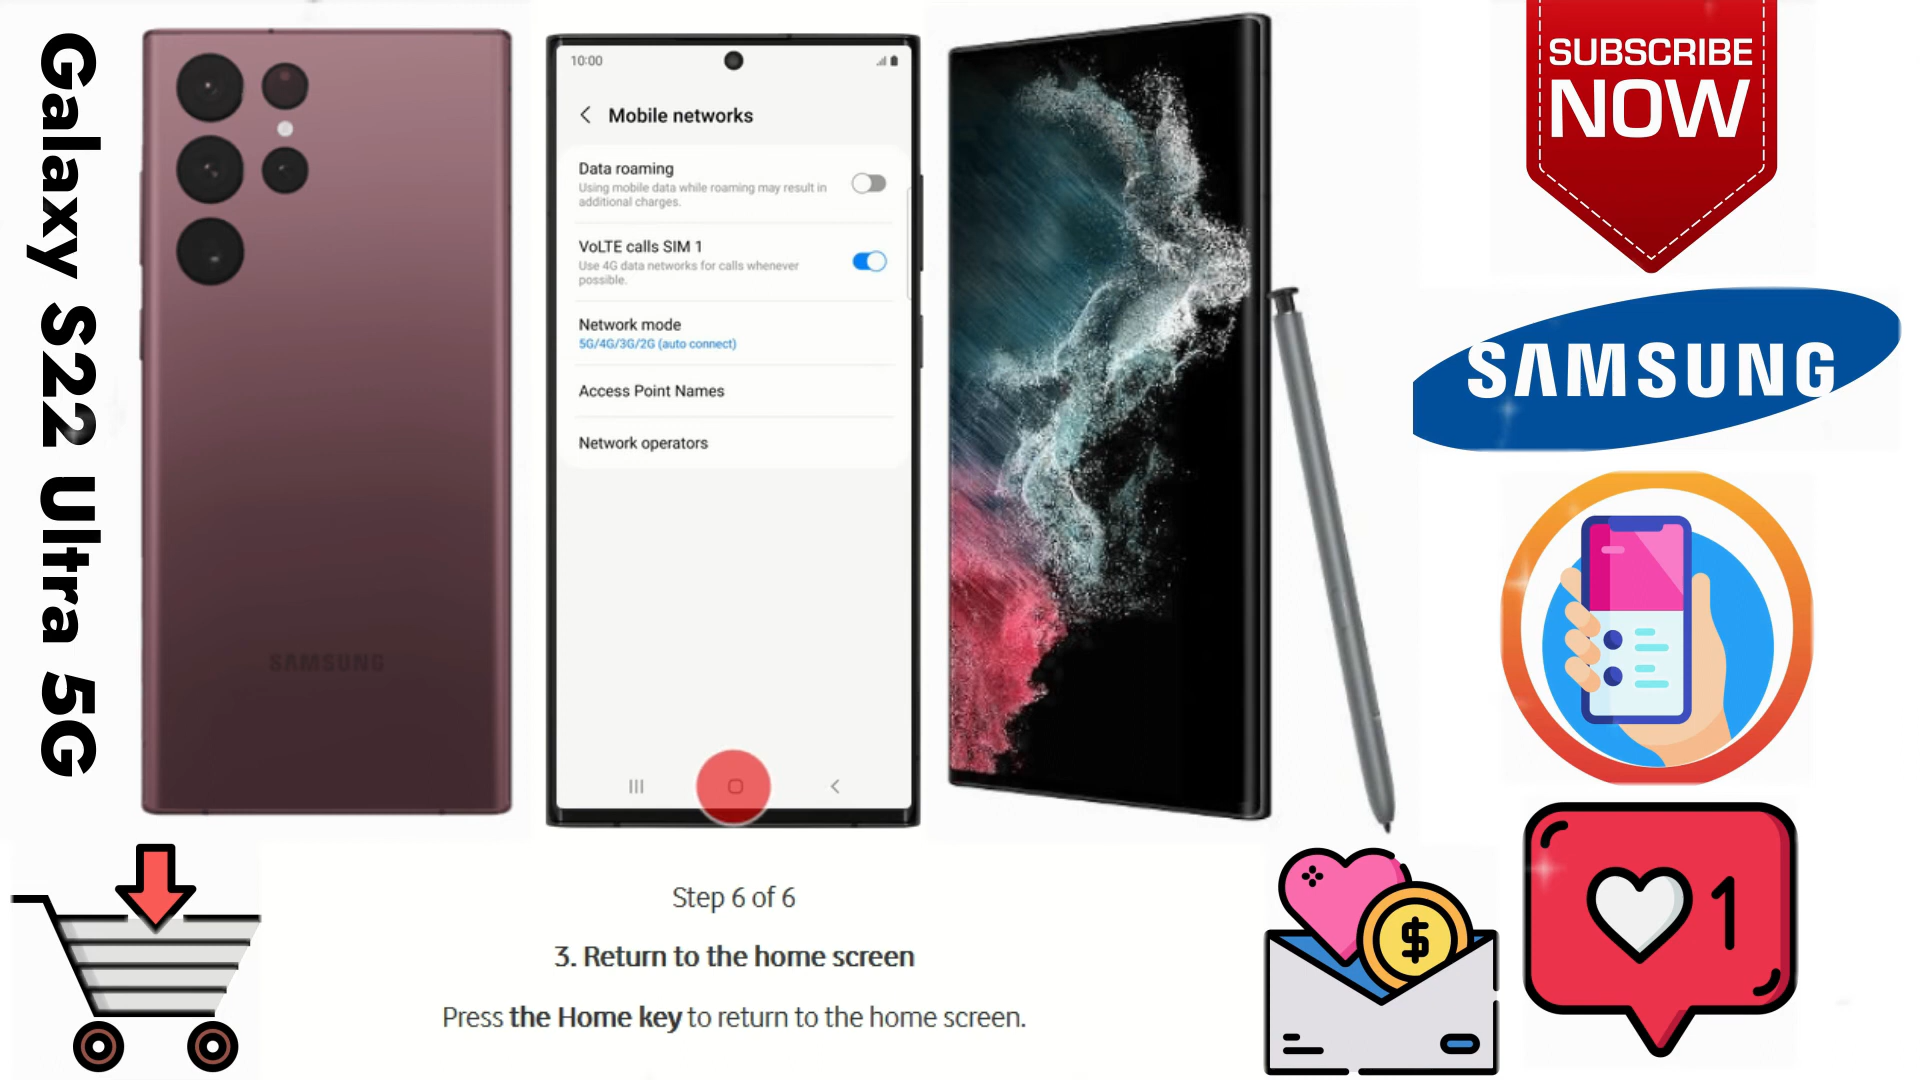 Galaxy S22 Ultra 5G
SAMSUNG
10:00
Mobile networks
Data roaming
Using mobile data while roaming may result in
additional charges.
VoLTE calls SIM 1
Use 4G data networks for calls whenever
possible.
Network mode
5G/4G/3G/2G (auto connect)
Access Point Names
Network operators
Step 6 of 6
3. Return to the home screen
Press the Home key to return to the home screen.
SUBSCRIBE
NOW
SAMSUNG
$
1